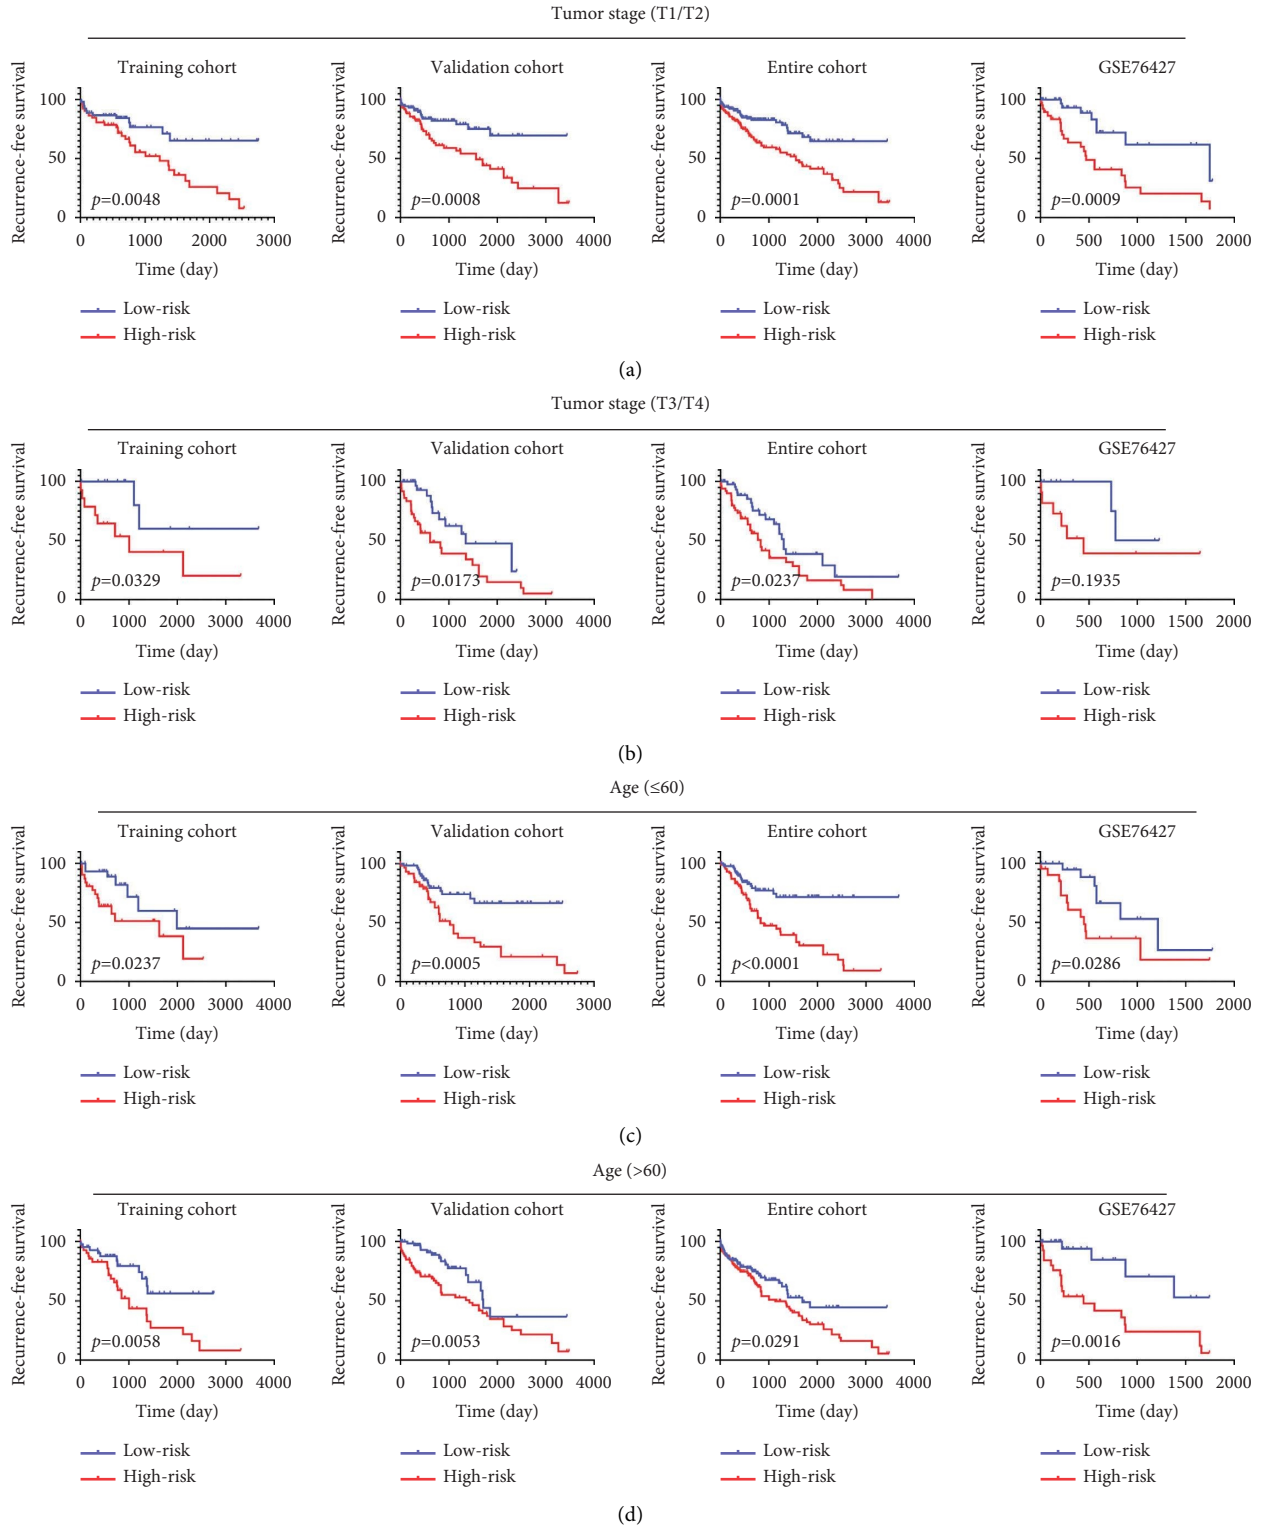 Tumor stage (T1/T2)
Training cohort
Recurrence-free survival
100
50
0
p=0.0048
0 1000 2000 3000
Time (day)
Low-risk
High-risk
Validation cohort
Recurrence-free survival
100
50
0
p=0.0008
0 1000 2000 3000 4000
Time (day)
Low-risk
High-risk
Entire cohort
Recurrence-free survival
100
50
0
p=0.0001
0 1000 2000 3000 4000
Time (day)
Low-risk
High-risk
GSE76427
Recurrence-free survival
100
50
0
p=0.0009
0 500 1000 1500 2000
Time (day)
Low-risk
High-risk
(a)
Tumor stage (T3/T4)
Training cohort
Recurrence-free survival
100
50
0
p=0.0329
0 1000 2000 3000 4000
Time (day)
Low-risk
High-risk
Validation cohort
Recurrence-free survival
100
50
0
p=0.0173
0 1000 2000 3000 4000
Time (day)
Low-risk
High-risk
Entire cohort
Recurrence-free survival
100
50
0
p=0.0237
0 1000 2000 3000 4000
Time (day)
Low-risk
High-risk
GSE76427
Recurrence-free survival
100
50
0
p=0.1935
0 500 1000 1500 2000
Time (day)
Low-risk
High-risk
(b)
Age (≤60)
Training cohort
Recurrence-free survival
100
50
0
p=0.0237
0 1000 2000 3000 4000
Time (day)
Low-risk
High-risk
Validation cohort
Recurrence-free survival
100
50
0
p=0.0005
0 1000 2000 3000
Time (day)
Low-risk
High-risk
Entire cohort
Recurrence-free survival
100
50
0
p<0.0001
0 1000 2000 3000 4000
Time (day)
Low-risk
High-risk
GSE76427
Recurrence-free survival
100
50
0
p=0.0286
0 500 1000 1500 2000
Time (day)
Low-risk
High-risk
(c)
Age (>60)
Training cohort
Recurrence-free survival
100
50
0
p=0.0058
0 1000 2000 3000 4000
Time (day)
Low-risk
High-risk
Validation cohort
Recurrence-free survival
100
50
0
p=0.0053
0 1000 2000 3000 4000
Time (day)
Low-risk
High-risk
Entire cohort
Recurrence-free survival
100
50
0
p=0.0291
0 1000 2000 3000 4000
Time (day)
Low-risk
High-risk
GSE76427
Recurrence-free survival
100
50
0
p=0.0016
0 500 1000 1500 2000
Time (day)
Low-risk
High-risk
(d)